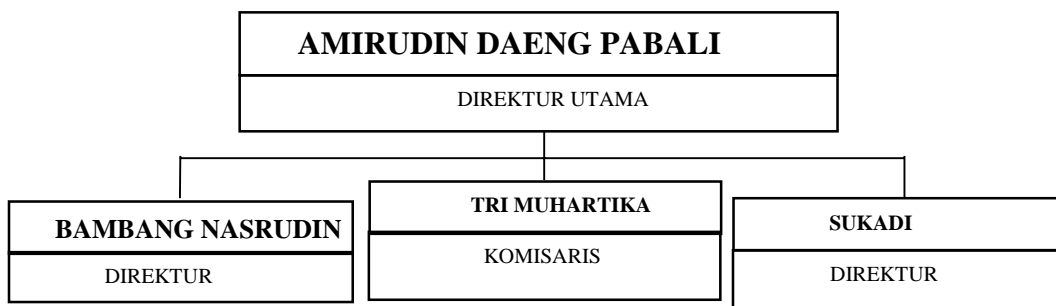 AMIRUDIN DAENG PABALI
DIREKTUR UTAMA
BAMBANG NASRUDIN
DIREKTUR
TRI MUHARTIKA
KOMISARIS
SUKADI
DIREKTUR